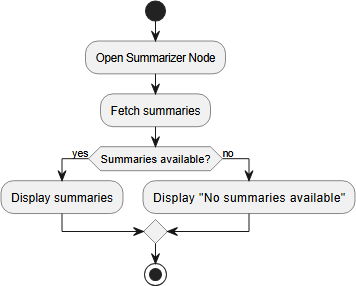 Open Summarizer Node
Fetch summaries
yes
Summaries available?
no
Display summaries
Display "No summaries available"